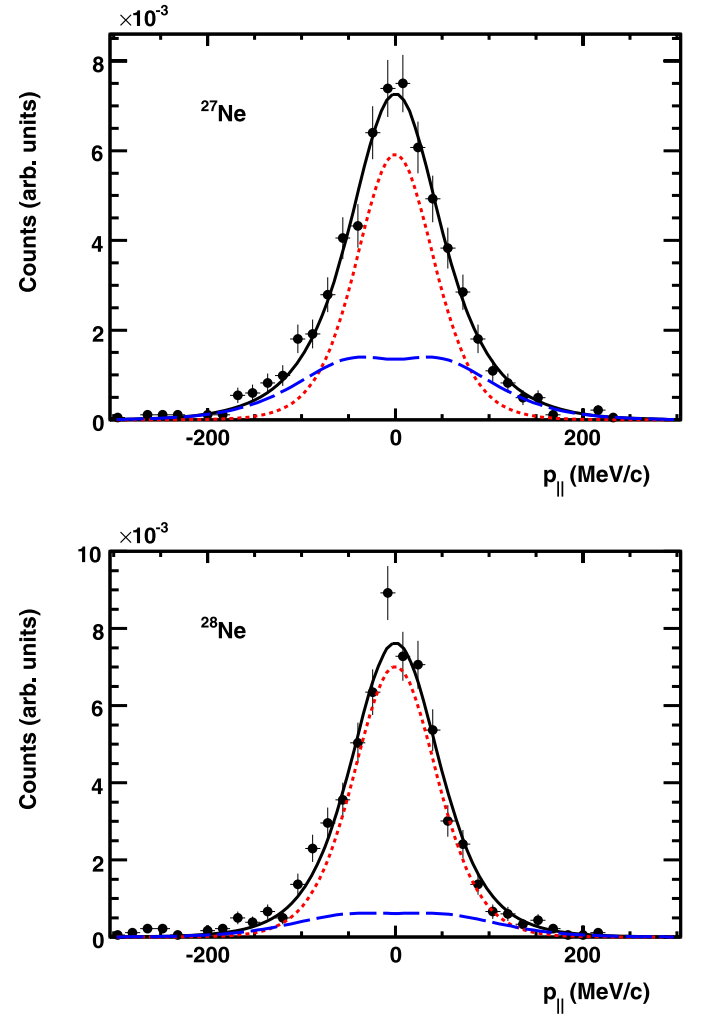 ×10⁻³
8
6
4
2
0
²⁷Ne
Counts (arb. units)
-200 0 200
p|| (MeV/c)
×10⁻³
10
8
6
4
2
0
²⁸Ne
Counts (arb. units)
-200 0 200
p|| (MeV/c)